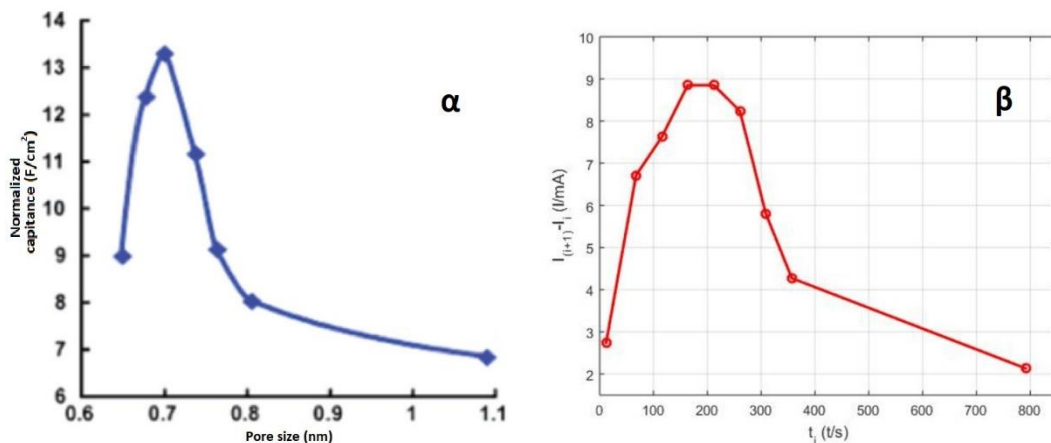 14
13
12
11
10
9
8
7
6
Normalized
capitance (F/cm²)
0.6 0.7 0.8 0.9 1 1.1
Pore size (nm)
α
10
9
8
7
6
5
4
3
2
I(i+1)-Ii (I/mA)
0 100 200 300 400 500 600 700 800
ti (t/s)
β